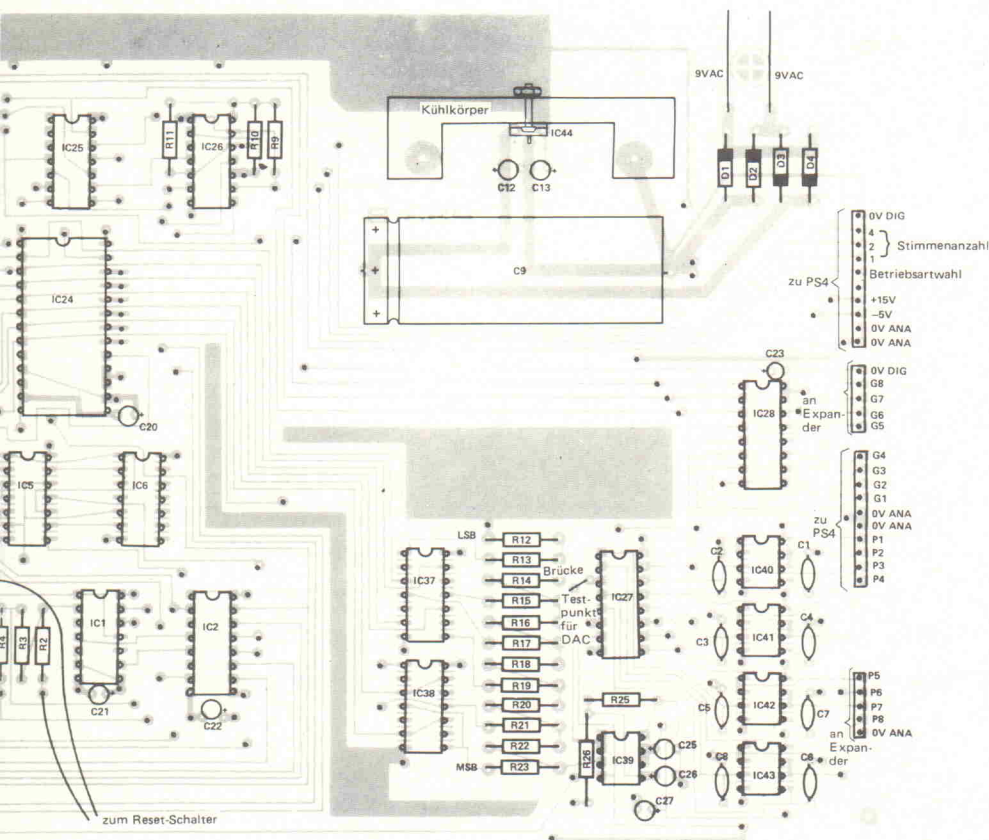 9VAC
9VAC
Kühlkörper
IC44
IC25
R11
IC26
R10
R9
C12
C13
D1
D2
D3
D4
0V DIG
4
2
1
Stimmenanzahl
Betriebsartwahl
zu PS4
+15V
–5V
0V ANA
0V ANA
+
+
+
C9
IC24
C20
C23
IC28
an
Expan-
der
0V DIG
G8
G7
G6
G5
IC5
IC6
zu
PS4
G4
G3
G2
G1
0V ANA
0V ANA
P1
P2
P3
P4
LSB
R12
R13
R14
R15
R16
R17
R18
R19
R20
R21
R22
R23
MSB
Brücke
Test-
punkt
für
DAC
IC37
IC38
IC27
C2
IC40
C1
C3
IC41
C4
C5
IC42
C7
IC43
C6
R4
R3
R2
IC1
C21
IC2
C22
R25
R26
IC39
C25
C26
C27
P5
P6
P7
P8
0V ANA
an
Expan-
der
zum Reset-Schalter